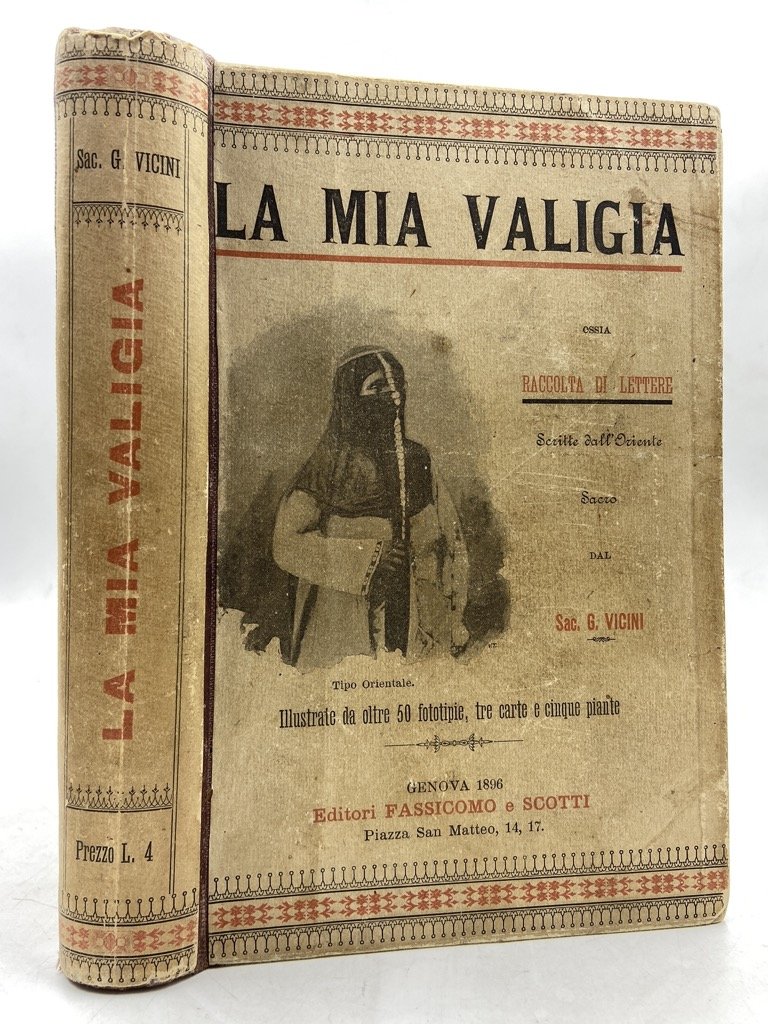 Sac. G. VICINI
LA MIA VALIGIA
Prezzo L. 4
LA MIA VALIGIA
OSSIA
RACCOLTA DI LETTERE
Scritte dall'Oriente
Sacro
DAL
Sac. G. VICINI
Tipo Orientale.
Illustrate da oltre 50 fototipie, tre carte e cinque piante
GENOVA 1896
Editori FASSICOMO e SCOTTI
Piazza San Matteo, 14, 17.